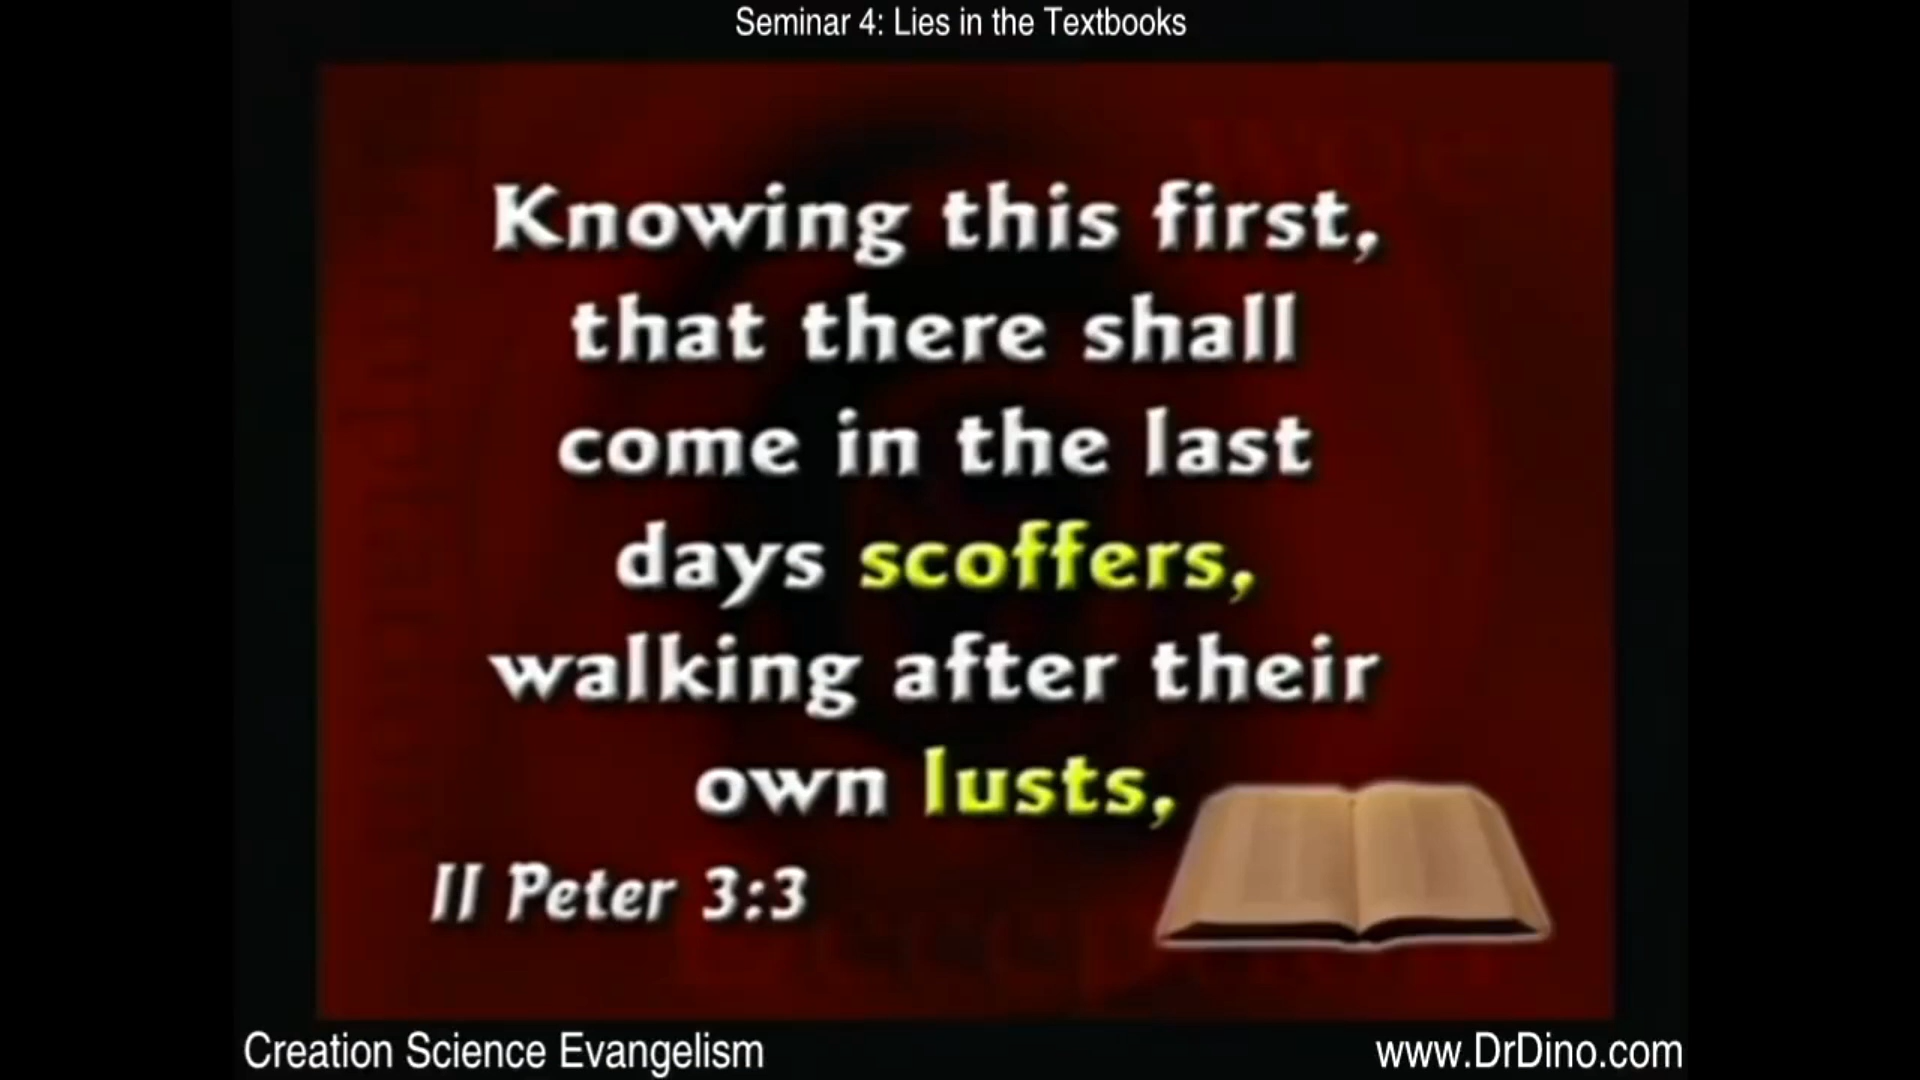 Seminar 4: Lies in the Textbooks
Knowing this first,
that there shall
come in the last
days scoffers,
walking after their
own lusts,
II Peter 3:3
Creation Science Evangelism
www.DrDino.com